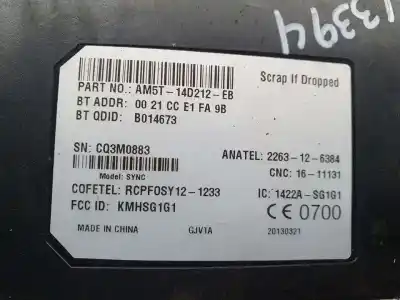 13394
Scrap If Dropped
PART NO.: AM5T-14D212-EB
BT ADDR: 00 21 CC E1 FA 9B
BT QDID: B014673
SN: CQ3M0883
ANATEL: 2263-12-6384
Model: SYNC
CNC: 16-11131
COFETEL: RCPFOSY12-1233
IC: 1422A-SG1G1
FCC ID: KMHSG1G1
CE 0700
MADE IN CHINA
GJV1A
20130321